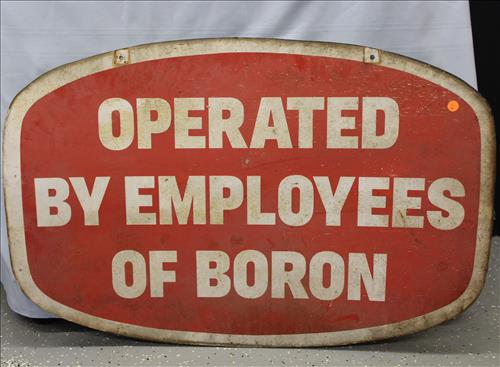 OPERATED
BY EMPLOYEES
OF BORON